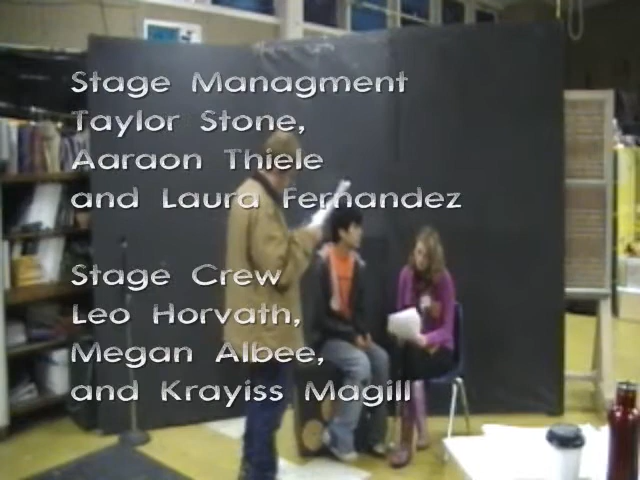 Stage Managment
Taylor Stone,
Aaraon Thiele
and Laura Fernandez
Stage Crew
Leo Horvath,
Megan Albee,
and Krayiss Magill